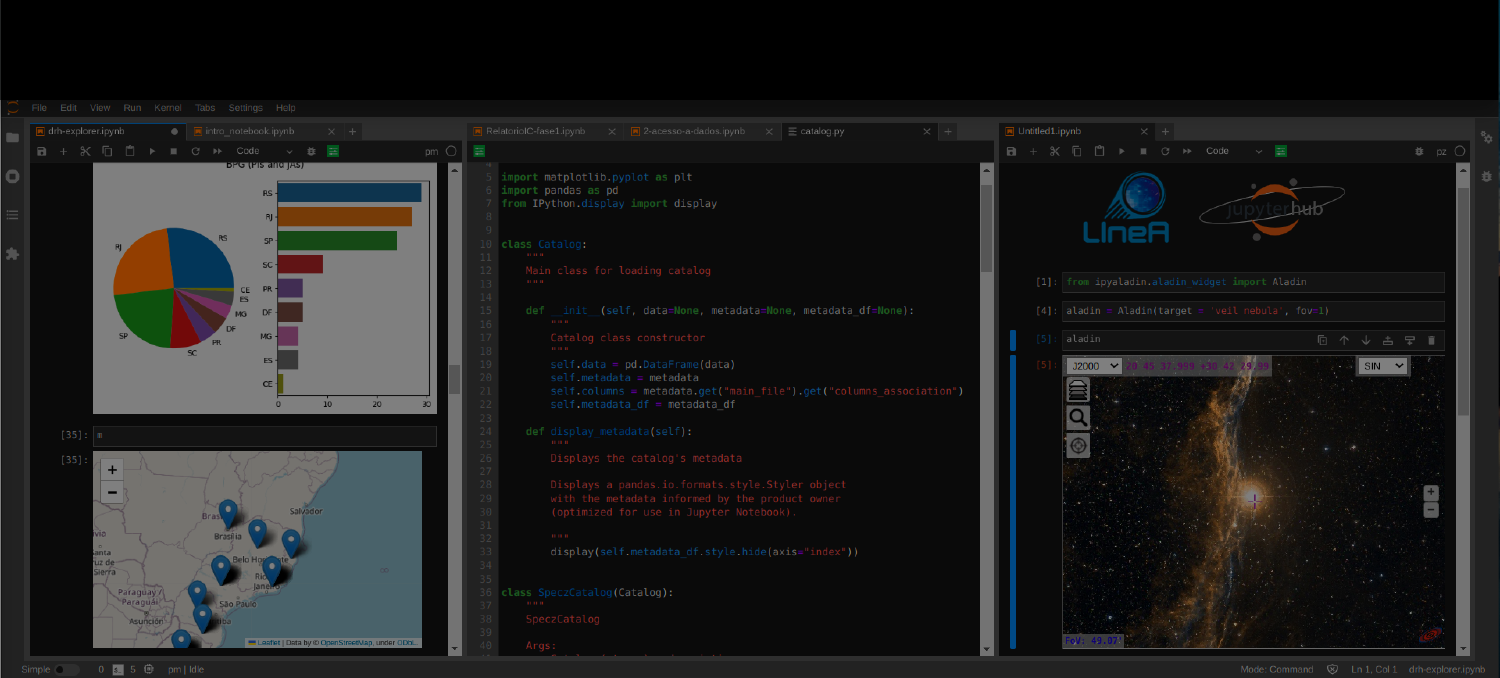 File Edit View Run Kernel Tabs Settings Help
drh-explorer.ipynb
intro_notebook.ipynb
Code
pm
BPG (PIs and JAs)
RS
RJ
SP
SC
PR
DF
MG
ES
CE
0 10 20 30
RJ
RS
CE
ES
MG
DF
PR
SC
SP
[35]:
m
[35]:
+
−
Salvador
Brasília
Belo Horizonte
São Paulo
Paraguay /
Paraguái
Asunción
Leaflet | Data by © OpenStreetMap, under ODbL.
RelatorioIC-fase1.ipynb
2-acesso-a-dados.ipynb
catalog.py
4
5 import matplotlib.pyplot as plt
6 import pandas as pd
7 from IPython.display import display
8
9
10 class Catalog:
11 """
12 Main class for loading catalog
13 """
14
15 def __init__(self, data=None, metadata=None, metadata_df=None):
16 """
17 Catalog class constructor
18 """
19 self.data = pd.DataFrame(data)
20 self.metadata = metadata
21 self.columns = metadata.get("main_file").get("columns_association")
22 self.metadata_df = metadata_df
23
24 def display_metadata(self):
25 """
26 Displays the catalog's metadata
27
28 Displays a pandas.io.formats.style.Styler object
29 with the metadata informed by the product owner
30 (optimized for use in Jupyter Notebook).
31
32 """
33 display(self.metadata_df.style.hide(axis="index"))
34
35
36 class SpeczCatalog(Catalog):
37 """
38 SpeczCatalog
39
40 Args:
Untitled1.ipynb
Code
pz
LIneA
jupyterhub
[1]: from ipyaladin.aladin_widget import Aladin
[4]: aladin = Aladin(target = 'veil nebula', fov=1)
[5]: aladin
[5]:
J2000 20 45 37.999 +30 42 29.99
SIN
+
−
FoV: 49.07'
Simple 0 5 pm | Idle
Mode: Command Ln 1, Col 1 drh-explorer.ipynb